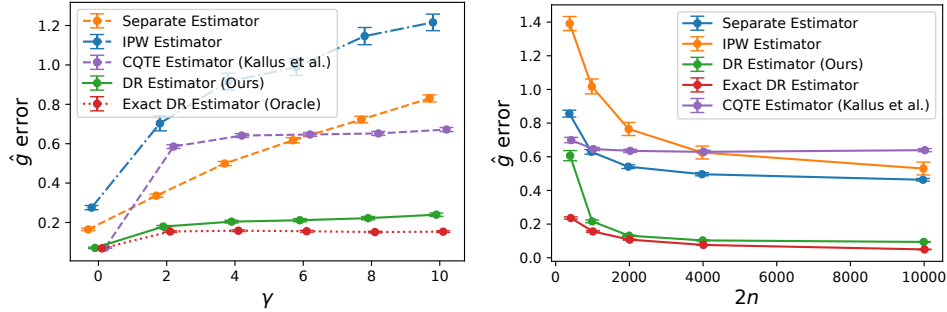 Separate Estimator
IPW Estimator
CQTE Estimator (Kallus et al.)
DR Estimator (Ours)
Exact DR Estimator (Oracle)
ĝ error
1.2
1.0
0.8
0.6
0.4
0.2
0 2 4 6 8 10
γ
Separate Estimator
IPW Estimator
DR Estimator (Ours)
Exact DR Estimator
CQTE Estimator (Kallus et al.)
ĝ error
1.4
1.2
1.0
0.8
0.6
0.4
0.2
0.0
0 2000 4000 6000 8000 10000
2n